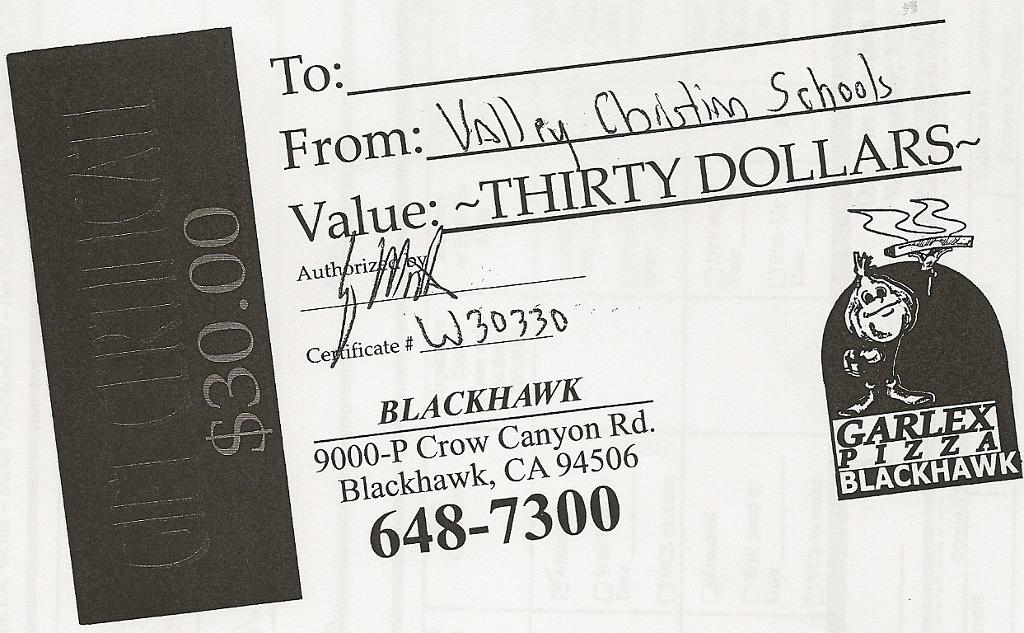 GIFT CERTIFICATE
$30.00
To:
From: Valley Christin Schools
Value: ~THIRTY DOLLARS~
Authorized by
Certificate # W30330
BLACKHAWK
9000-P Crow Canyon Rd.
Blackhawk, CA 94506
648-7300
GARLEX
PIZZA
BLACKHAWK